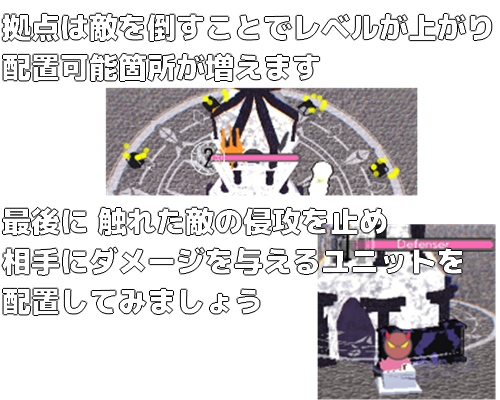 拠点は敵を倒すことでレベルが上がり
配置可能箇所が増えます
2
最後に 触れた敵の侵攻を止め
Defenser
相手にダメージを与えるユニットを
配置してみましょう